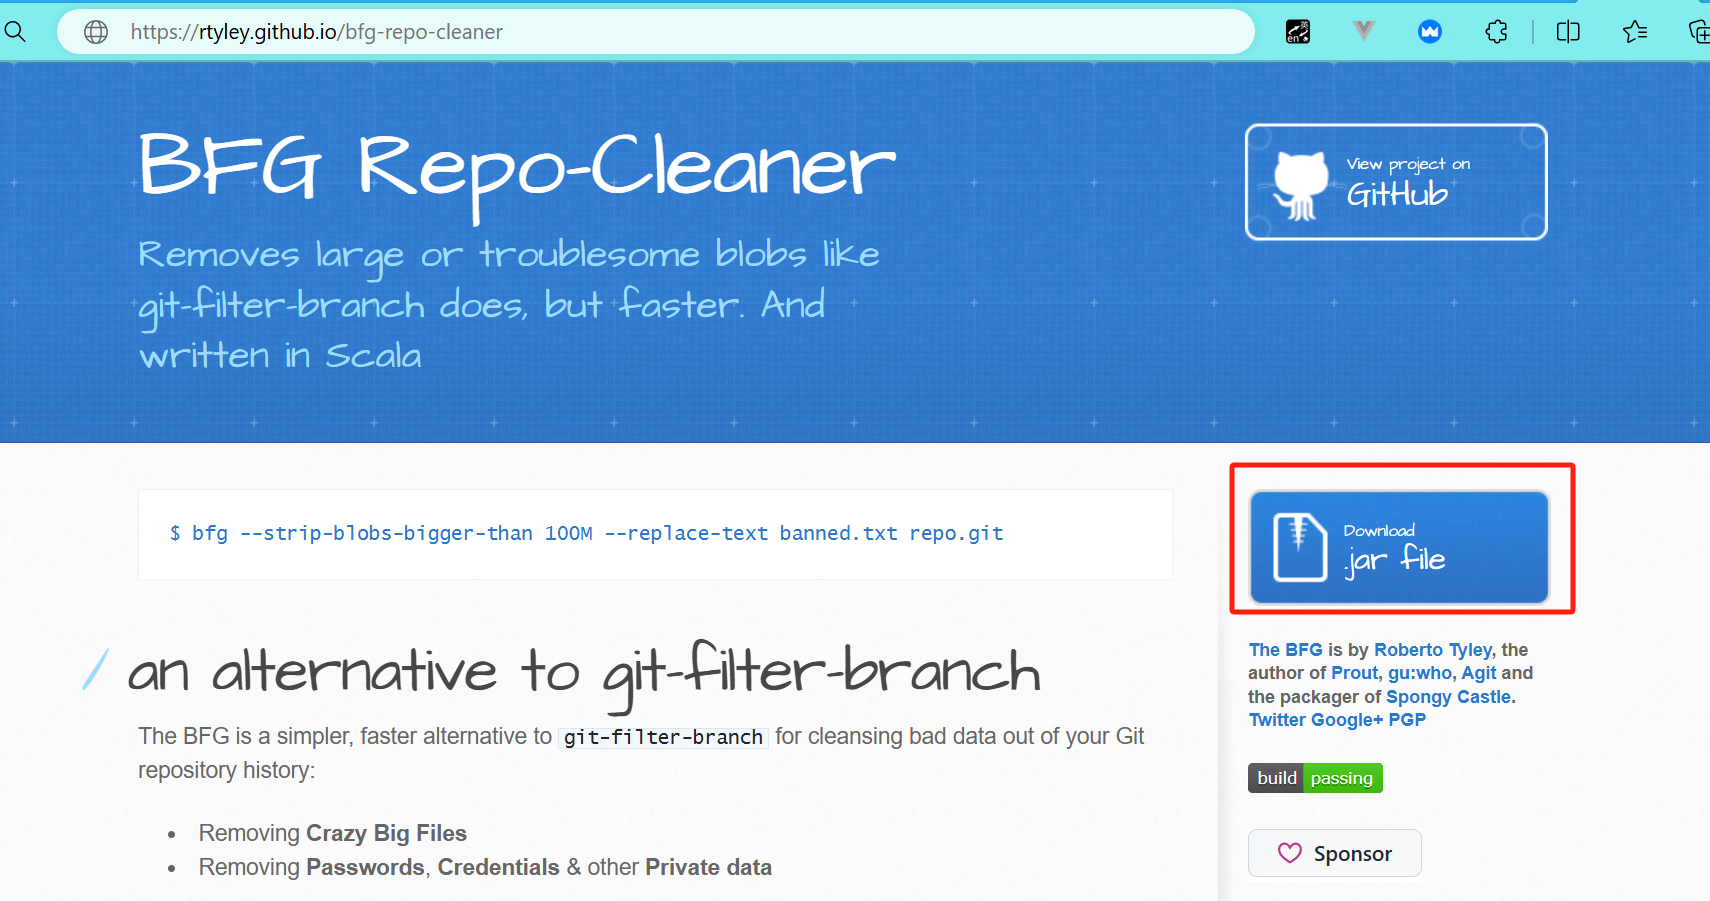 https://rtyley.github.io/bfg-repo-cleaner
英
en
BFG Repo-Cleaner
Removes large or troublesome blobs like
git-filter-branch does, but faster. And
written in Scala
View project on
GitHub
$ bfg --strip-blobs-bigger-than 100M --replace-text banned.txt repo.git
Download
.jar file
an alternative to git-filter-branch
The BFG is a simpler, faster alternative to git-filter-branch for cleansing bad data out of your Git
repository history:
• Removing Crazy Big Files
• Removing Passwords, Credentials & other Private data
The BFG is by Roberto Tyley, the
author of Prout, gu:who, Agit and
the packager of Spongy Castle.
Twitter Google+ PGP
build passing
Sponsor